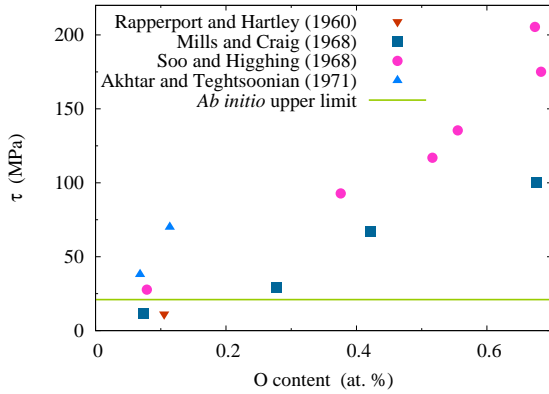 Rapperport and Hartley (1960)
Mills and Craig (1968)
Soo and Higghing (1968)
Akhtar and Teghtsoonian (1971)
Ab initio upper limit
τ (MPa)
200
150
100
50
0
0 0.2 0.4 0.6
O content (at. %)